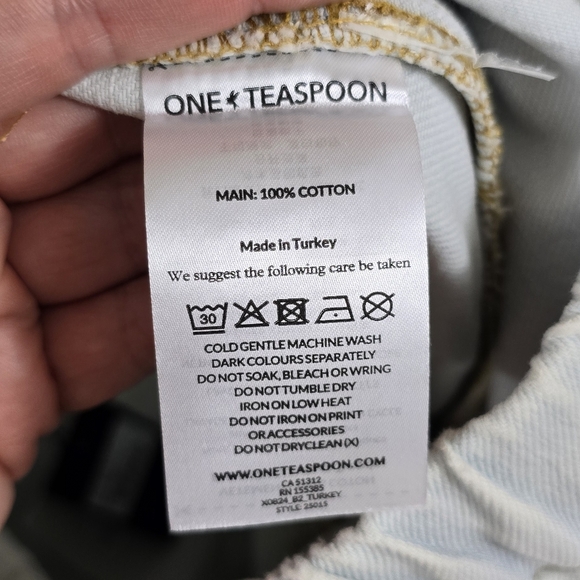 ONE TEASPOON
MAIN: 100% COTTON
Made in Turkey
We suggest the following care be taken
30
COLD GENTLE MACHINE WASH
DARK COLOURS SEPARATELY
DO NOT SOAK, BLEACH OR WRING
DO NOT TUMBLE DRY
IRON ON LOW HEAT
DO NOT IRON ON PRINT
OR ACCESSORIES
DO NOT DRYCLEAN (X)
WWW.ONETEASPOON.COM
CA 51312
RN 155385
X0824_B2_TURKEY
STYLE 25015